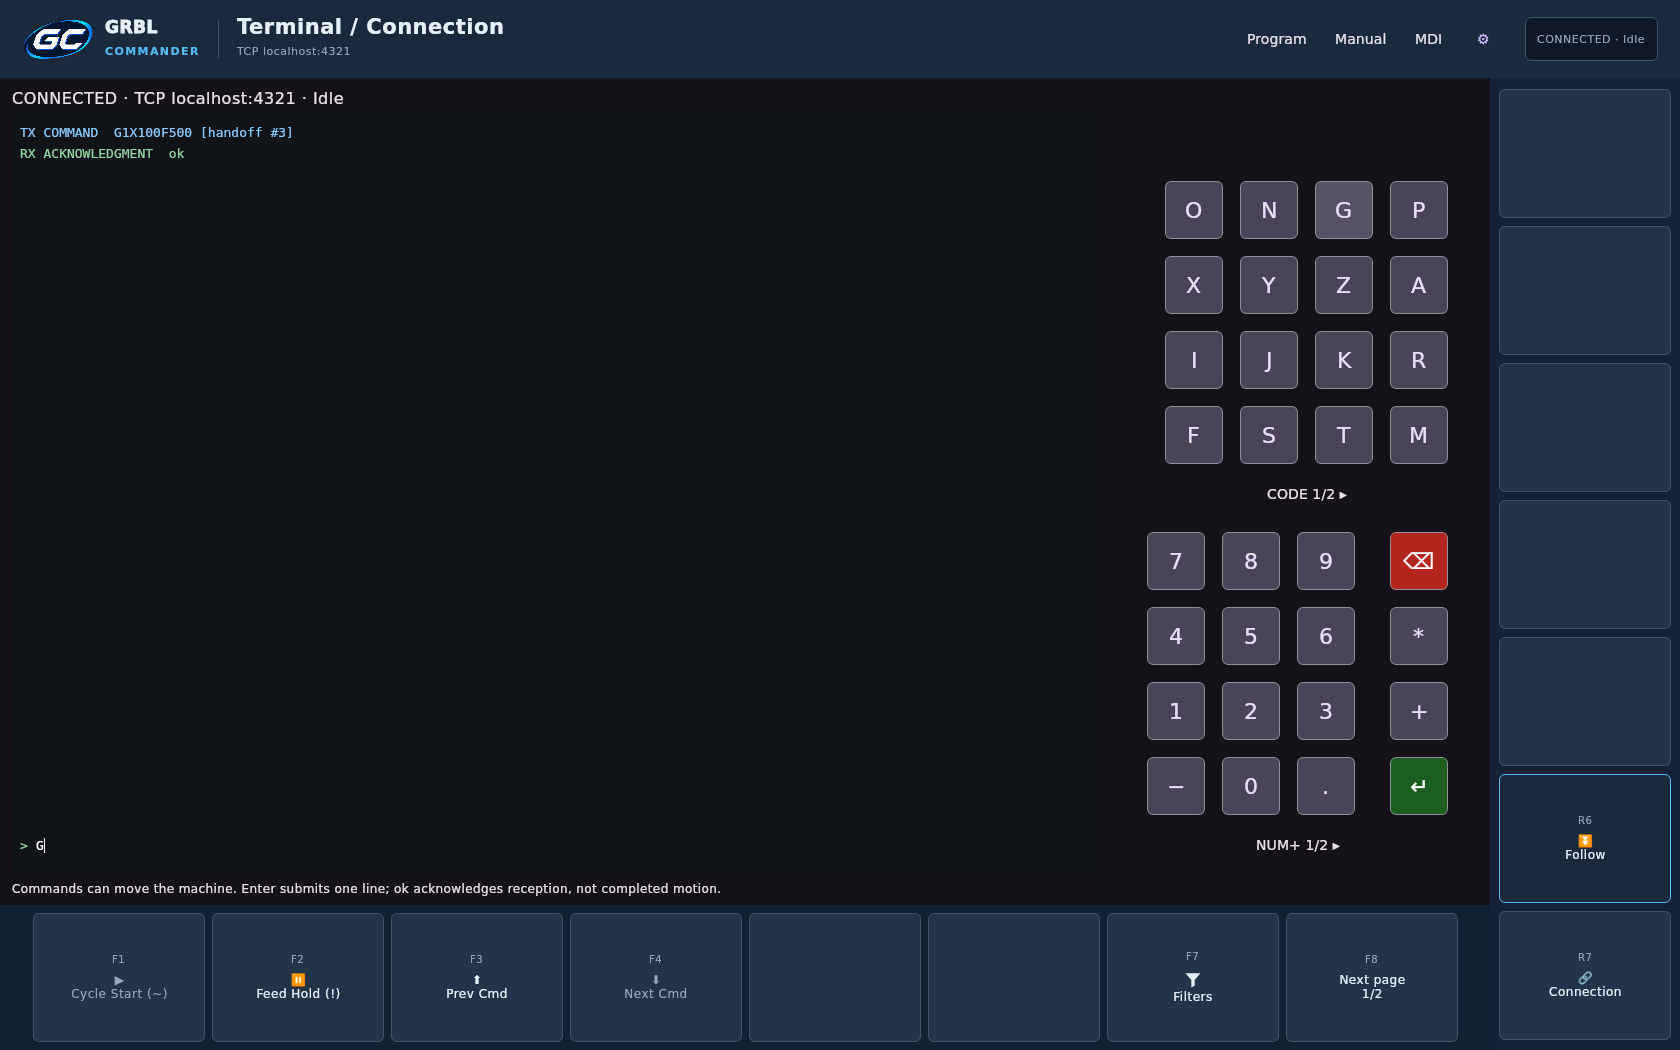 GC GRBL
COMMANDER
Terminal / Connection
TCP localhost:4321
Program Manual MDI ⚙ CONNECTED · Idle
CONNECTED · TCP localhost:4321 · Idle
TX COMMAND G1X100F500 [handoff #3]
RX ACKNOWLEDGMENT ok
O N G P
X Y Z A
I J K R
F S T M
CODE 1/2 ▸
7 8 9 ⌫
4 5 6 *
1 2 3 +
− 0 . ↵
NUM+ 1/2 ▸
> G
Commands can move the machine. Enter submits one line; ok acknowledges reception, not completed motion.
R6
Follow
R7
Connection
F1
Cycle Start (~)
F2
Feed Hold (!)
F3
Prev Cmd
F4
Next Cmd
F7
Filters
F8
Next page
1/2